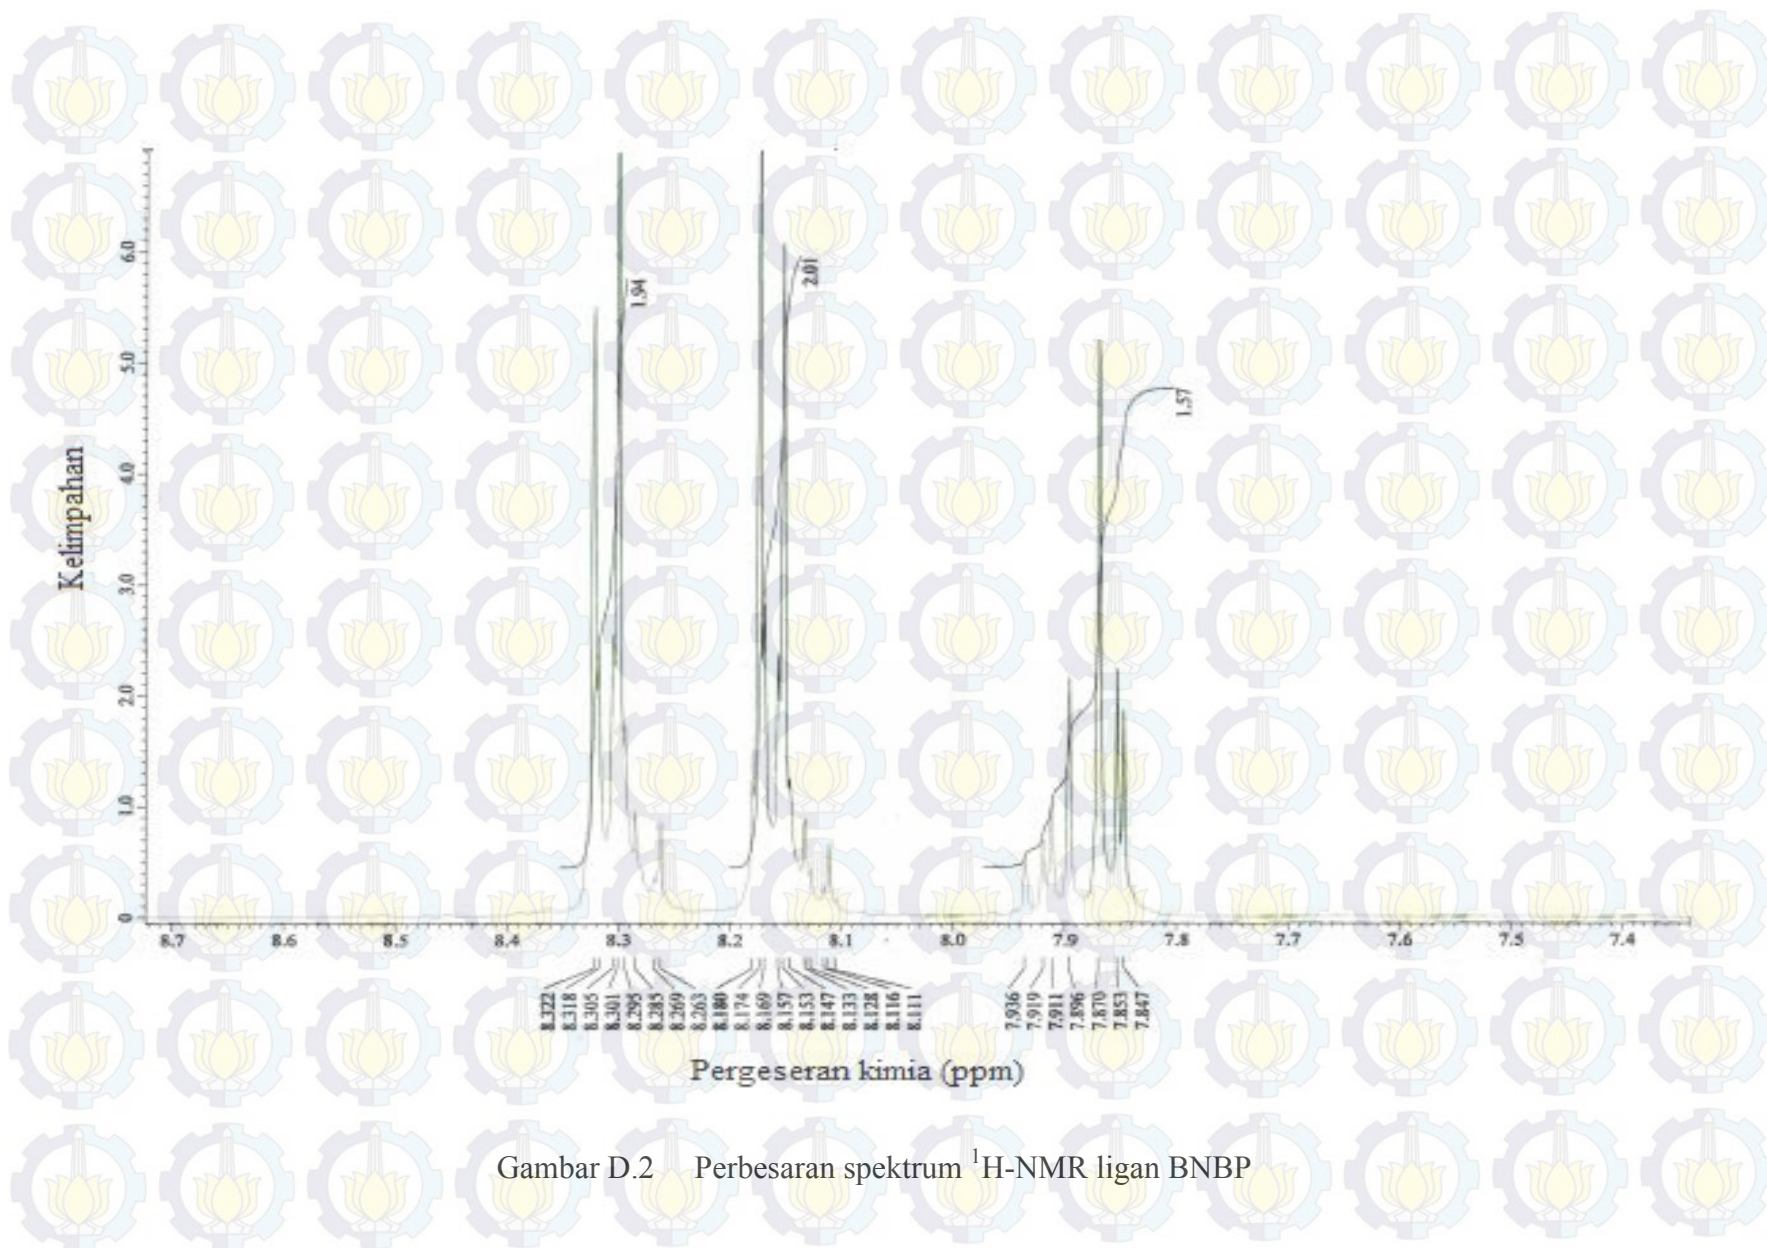 6.0
5.0
4.0
3.0
2.0
1.0
0
Kelimpahan
1.94
2.01
1.57
8.7 8.6 8.5 8.4 8.3 8.2 8.1 8.0 7.9 7.8 7.7 7.6 7.5 7.4
8.322 8.318 8.305 8.301 8.295 8.285 8.269 8.263 8.180 8.174 8.169 8.157 8.153 8.147 8.133 8.128 8.116 8.111 7.936 7.919 7.911 7.896 7.870 7.853 7.847
Pergeseran kimia (ppm)
Gambar D.2 Perbesaran spektrum ¹H-NMR ligan BNBP